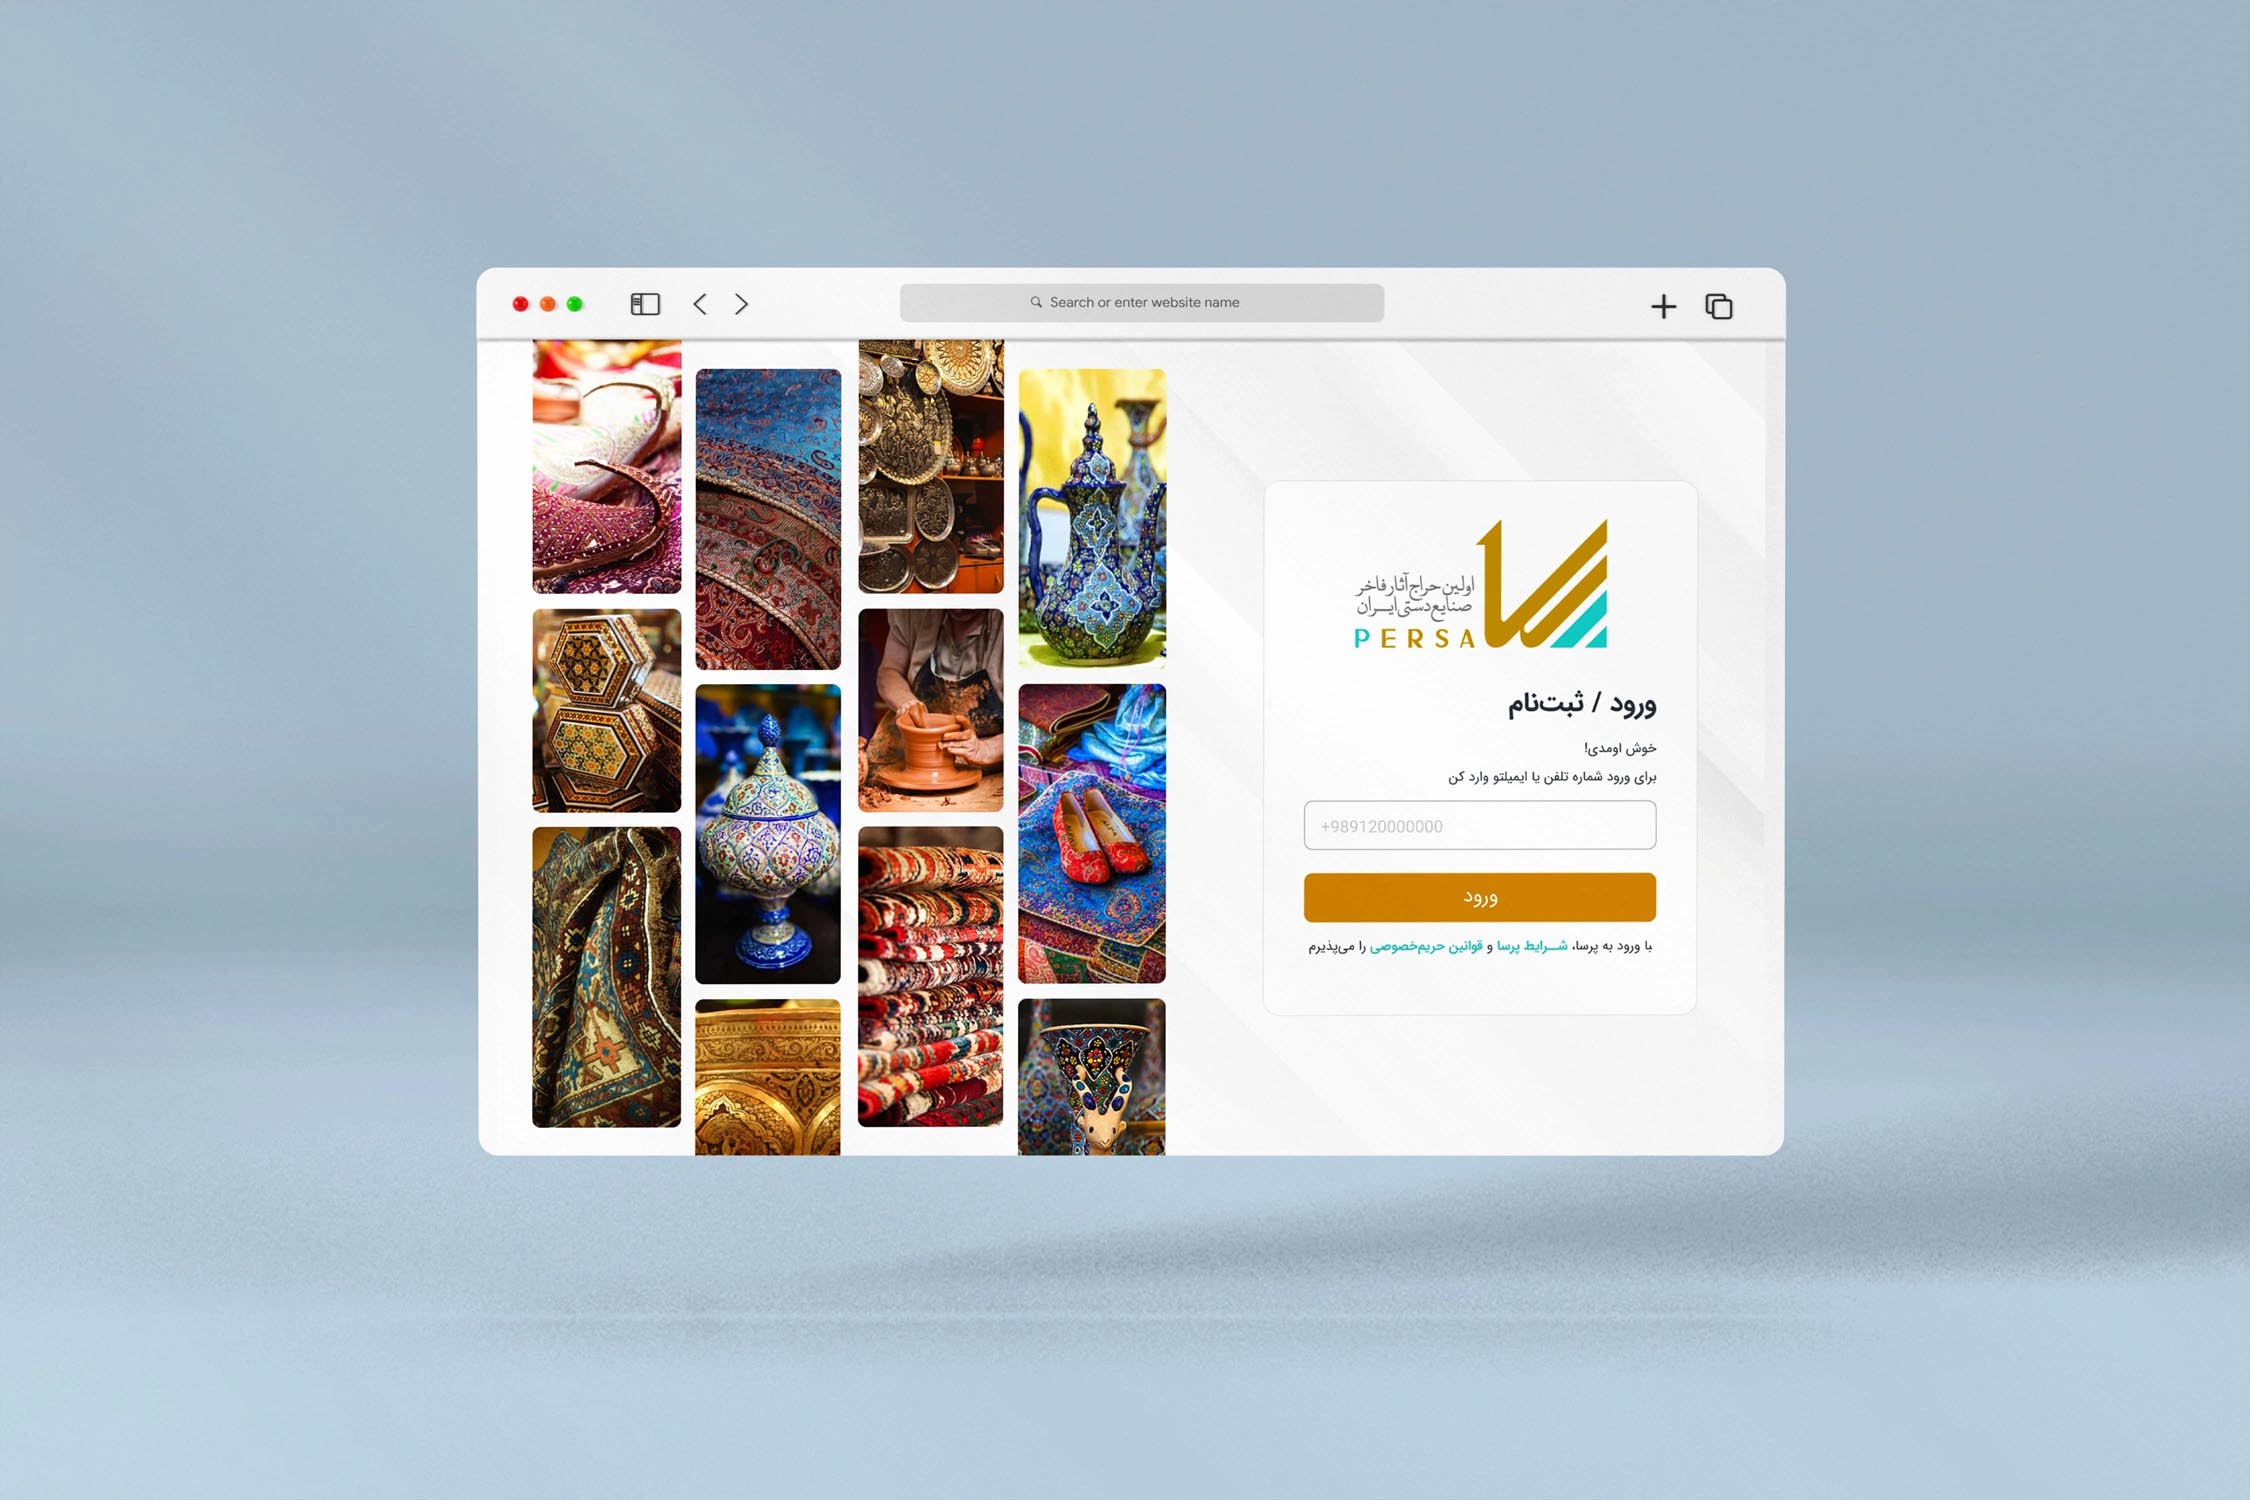 Search or enter website name
اولین حراج آثار فاخر
صنایع‌دستی ایــران
PERSA
ورود / ثبت‌نام
خوش اومدی!
برای ورود شماره تلفن یا ایمیلتو وارد کن
+989120000000
ورود
با ورود به پرسا، شــرایط پرسا و قوانین حریم‌خصوصی را می‌پذیرم